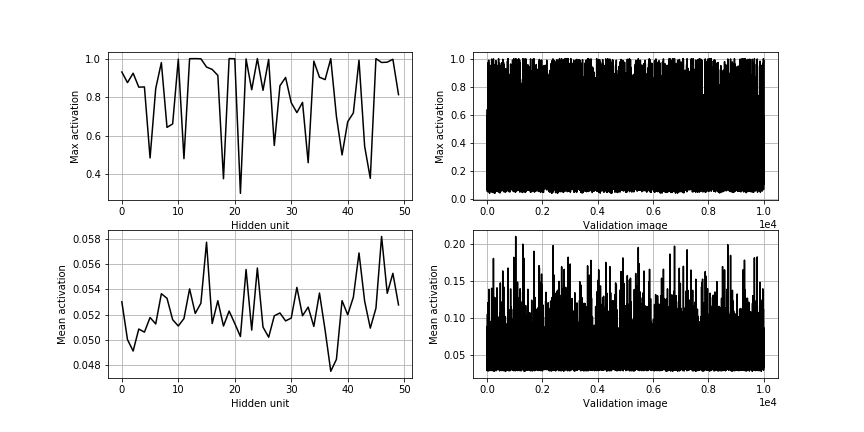 1.0
0.8
0.6
0.4
Max activation
0 10 20 30 40 50
Hidden unit
1.0
0.8
0.6
0.4
0.2
0.0
Max activation
0.0 0.2 0.4 0.6 0.8 1.0
1e4
Validation image
0.058
0.056
0.054
0.052
0.050
0.048
Mean activation
0 10 20 30 40 50
Hidden unit
0.20
0.15
0.10
0.05
Mean activation
0.0 0.2 0.4 0.6 0.8 1.0
1e4
Validation image